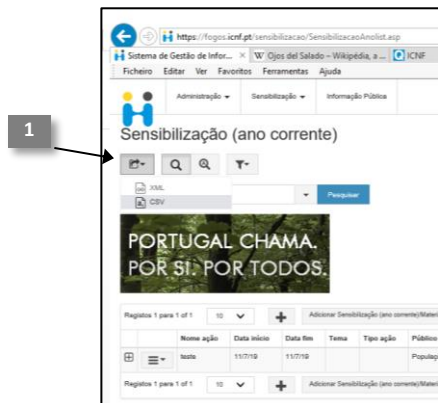 https://fogos.icnf.pt/sensibilizacao/SensibilizacaoAnolist.asp
Sistema de Gestão de Infor... × W Ojos del Salado – Wikipédia, a ... ICNF
Ficheiro Editar Ver Favoritos Ferramentas Ajuda
Administração Sensibilização Informação Pública
1
Sensibilização (ano corrente)
XML
CSV
Pesquisar
PORTUGAL CHAMA.
POR SI. POR TODOS.
Registos 1 para 1 of 1 10 Adicionar Sensibilização (ano corrente)/Materi
Nome ação Data início Data fim Tema Tipo ação Público
teste 11/7/19 11/7/19 Populaç
Registos 1 para 1 of 1 10 Adicionar Sensibilização (ano corrente)/Materi